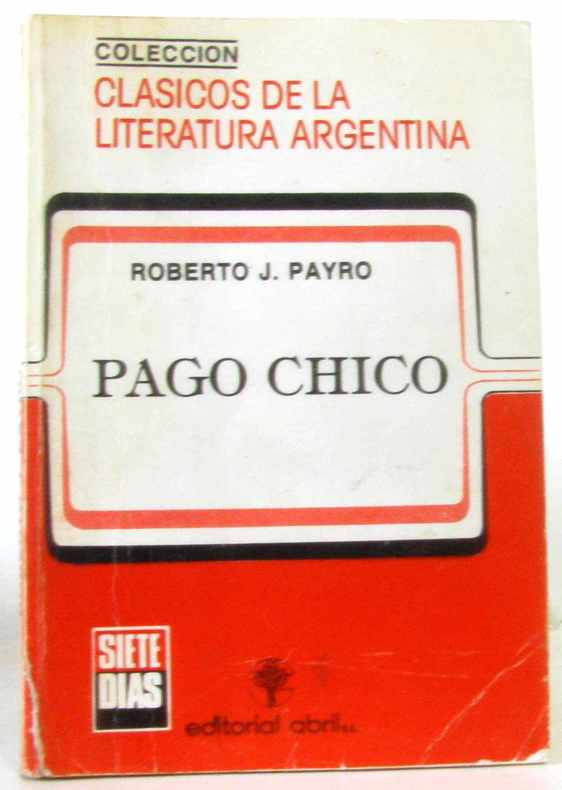 COLECCION
CLASICOS DE LA
LITERATURA ARGENTINA
ROBERTO J. PAYRO
PAGO CHICO
SIETE
DIAS
editorial abril s.a.